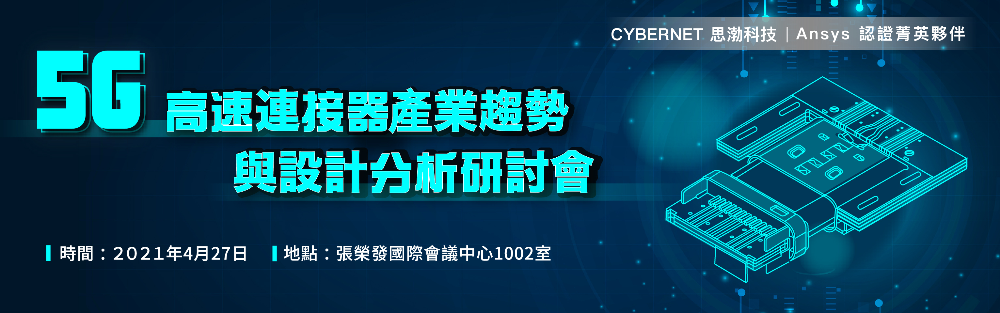 CYBERNET 思渤科技｜Ansys 認證菁英夥伴
5G 高速連接器產業趨勢
與設計分析研討會
時間：2021年4月27日
地點：張榮發國際會議中心1002室